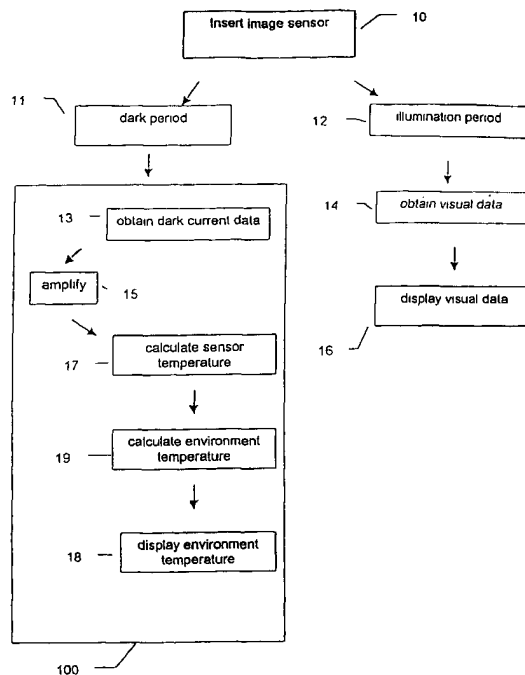 Insert image sensor
10
11
dark period
12
illumination period
13
obtain dark current data
14
obtain visual data
amplify
15
16
display visual data
17
calculate sensor
temperature
19
calculate environment
temperature
18
display environment
temperature
100